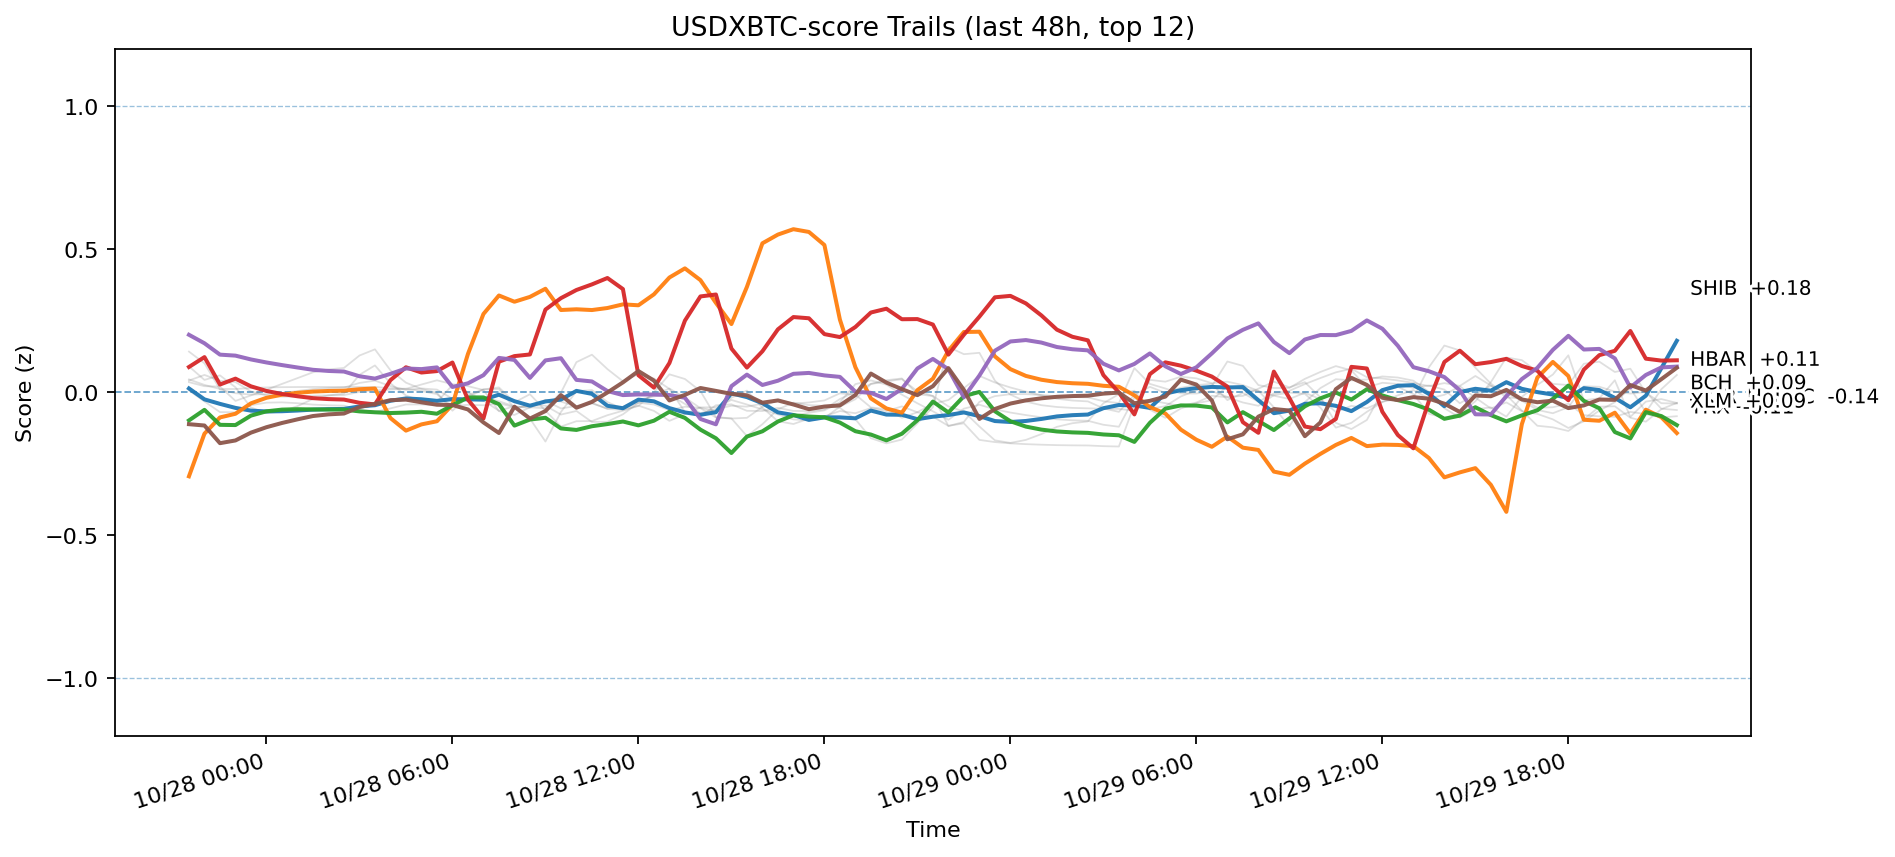 USDXBTC-score Trails (last 48h, top 12)
Score (z)
1.0
0.5
0.0
−0.5
−1.0
SHIB +0.18
HBAR +0.11
BCH +0.09
-0.14
XLM +0.09
10/28 00:00
10/28 06:00
10/28 12:00
10/28 18:00
10/29 00:00
10/29 06:00
10/29 12:00
10/29 18:00
Time